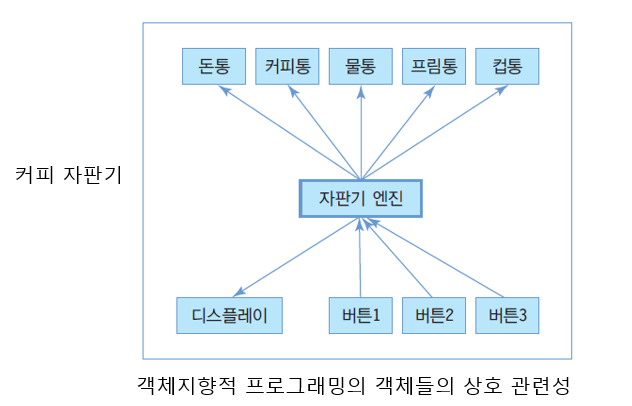 돈통 커피통 물통 프림통 컵통
커피 자판기
자판기 엔진
디스플레이 버튼1 버튼2 버튼3
객체지향적 프로그래밍의 객체들의 상호 관련성